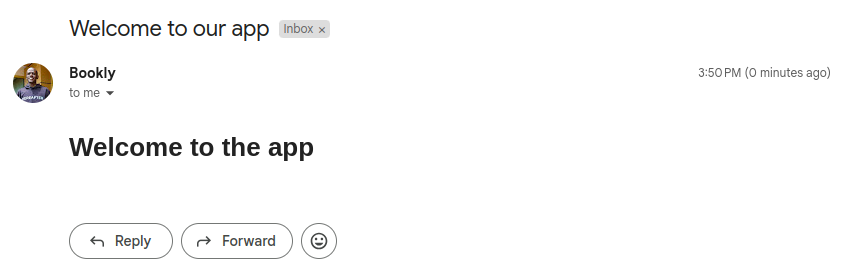 Welcome to our app Inbox ×
Bookly 3:50 PM (0 minutes ago)
to me
Welcome to the app
Reply Forward